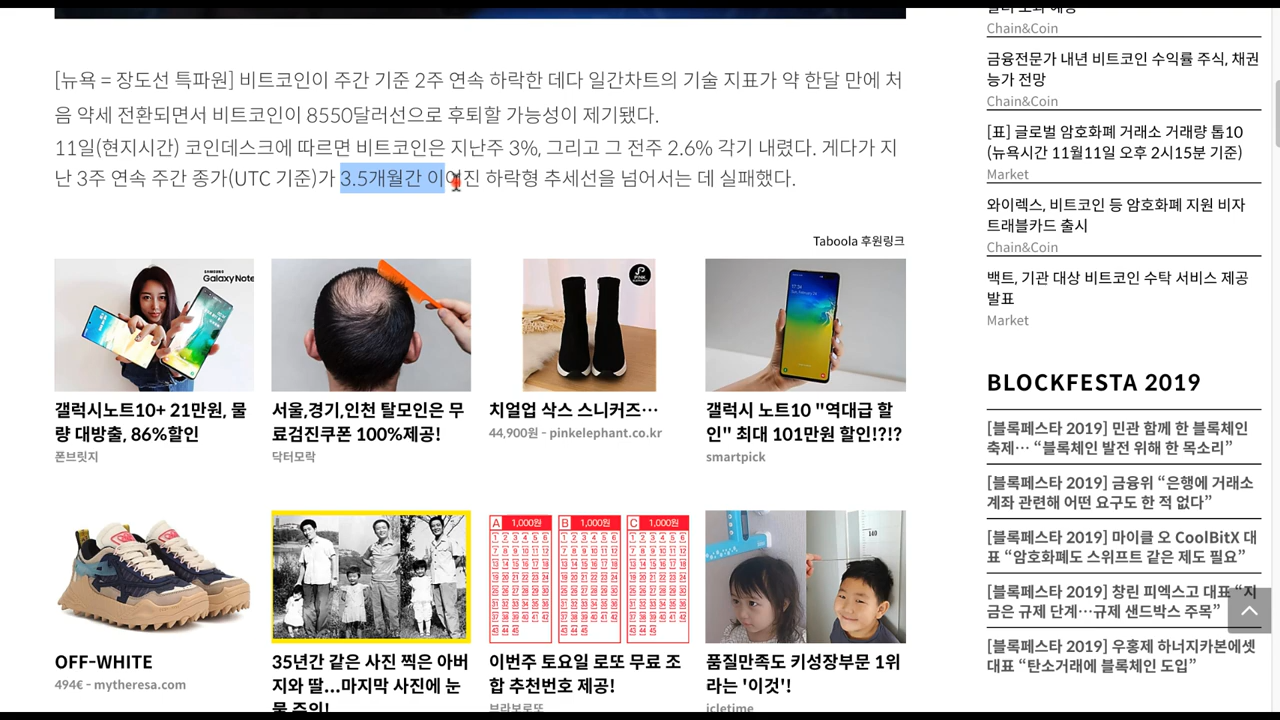 [뉴욕 = 장도선 특파원] 비트코인이 주간 기준 2주 연속 하락한 데다 일간차트의 기술 지표가 약 한달 만에 처
음 약세 전환되면서 비트코인이 8550달러선으로 후퇴할 가능성이 제기됐다.
11일(현지시간) 코인데스크에 따르면 비트코인은 지난주 3%, 그리고 그 전주 2.6% 각기 내렸다. 게다가 지
난 3주 연속 주간 종가(UTC 기준)가 3.5개월간 이어진 하락형 추세선을 넘어서는 데 실패했다.
Taboola 후원링크
SAMSUNG
Galaxy Note
갤럭시노트10+ 21만원, 물
량 대방출, 86%할인
폰브릿지
서울,경기,인천 탈모인은 무
료검진쿠폰 100%제공!
닥터모락
PINK
치얼업 삭스 스니커즈…
44,900원 - pinkelephant.co.kr
갤럭시 노트10 "역대급 할
인" 최대 101만원 할인!?!?
smartpick
OFF-WHITE
494€ - mytheresa.com
35년간 같은 사진 찍은 아버
지와 딸...마지막 사진에 눈
물 주의!
A 1,000원 B 1,000원 C 1,000원
이번주 토요일 로또 무료 조
합 추천번호 제공!
브라보로또
140
품질만족도 키성장부문 1위
라는 '이것'!
icletime
Chain&Coin
금융전문가 내년 비트코인 수익률 주식, 채권
능가 전망
Chain&Coin
[표] 글로벌 암호화폐 거래소 거래량 톱10
(뉴욕시간 11월11일 오후 2시15분 기준)
Market
와이렉스, 비트코인 등 암호화폐 지원 비자
트래블카드 출시
Chain&Coin
백트, 기관 대상 비트코인 수탁 서비스 제공
발표
Market
BLOCKFESTA 2019
[블록페스타 2019] 민관 함께 한 블록체인
축제… “블록체인 발전 위해 한 목소리”
[블록페스타 2019] 금융위 “은행에 거래소
계좌 관련해 어떤 요구도 한 적 없다”
[블록페스타 2019] 마이클 오 CoolBitX 대
표 “암호화폐도 스위프트 같은 제도 필요”
[블록페스타 2019] 창린 피엑스고 대표 “지
금은 규제 단계…규제 샌드박스 주목”
[블록페스타 2019] 우홍제 하너지카본에셋
대표 “탄소거래에 블록체인 도입”